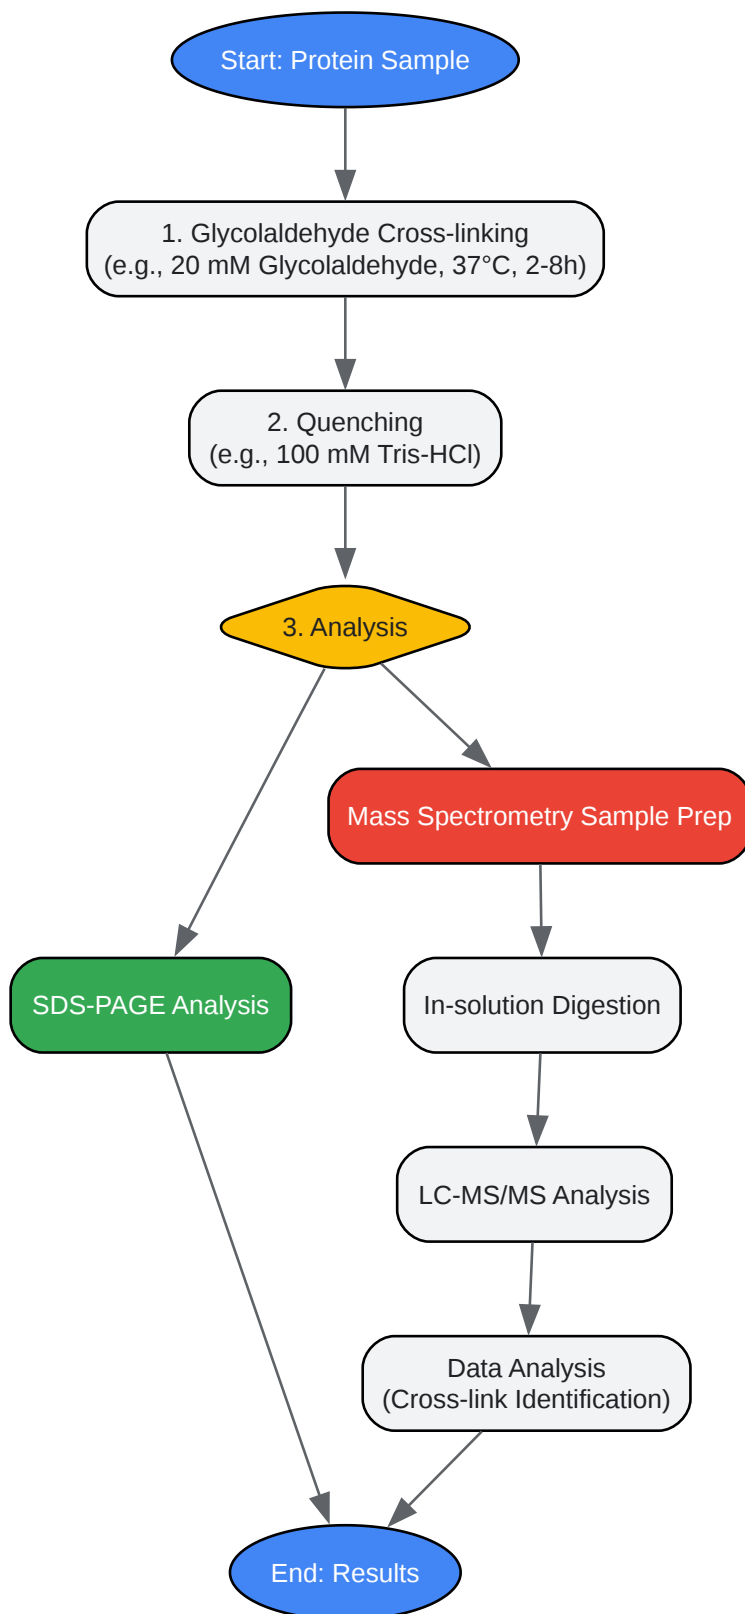 Start: Protein Sample
1. Glycolaldehyde Cross-linking
(e.g., 20 mM Glycolaldehyde, 37°C, 2-8h)
2. Quenching
(e.g., 100 mM Tris-HCl)
3. Analysis
Mass Spectrometry Sample Prep
SDS-PAGE Analysis
In-solution Digestion
LC-MS/MS Analysis
Data Analysis
(Cross-link Identification)
End: Results